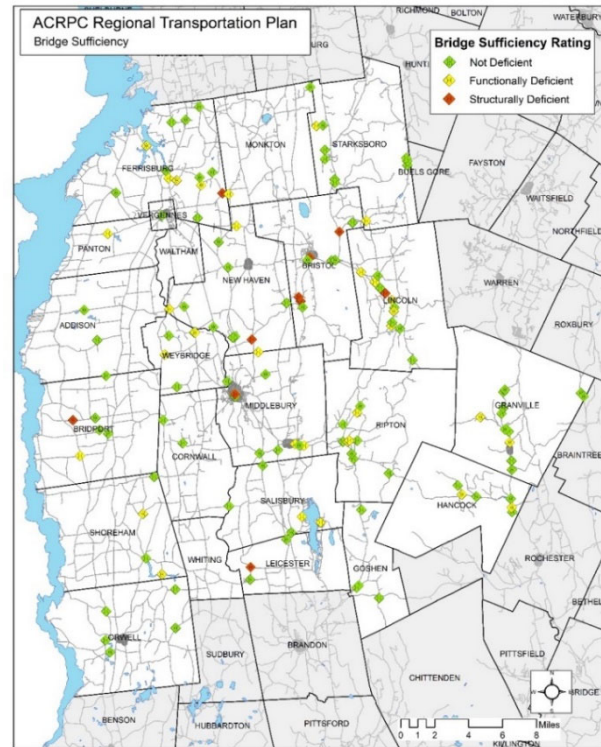 ACRPC Regional Transportation Plan
Bridge Sufficiency
Bridge Sufficiency Rating
Not Deficient
Functionally Deficient
Structurally Deficient
RICHMOND
BOLTON
WATERBURY
MONKTON
STARKSBORO
FERRISBURG
BUELS GORE
FAYSTON
WAITSFIELD
VERGENNES
NORTHFIELD
PANTON
WALTHAM
BRISTOL
NEW HAVEN
LINCOLN
WARREN
ADDISON
ROXBURY
WEYBRIDGE
MIDDLEBURY
GRANVILLE
BRIDPORT
RIPTON
CORNWALL
BRAINTREE
SALISBURY
HANCOCK
SHOREHAM
ROCHESTER
WHITING
LEICESTER
GOSHEN
BETHEL
ORWELL
SUDBURY
BRANDON
PITTSFIELD
CHITTENDEN
BENSON
HUBBARDTON
PITTSFORD
BRIDGE
N
W
E
S
0 1 2 4 6 8
Miles